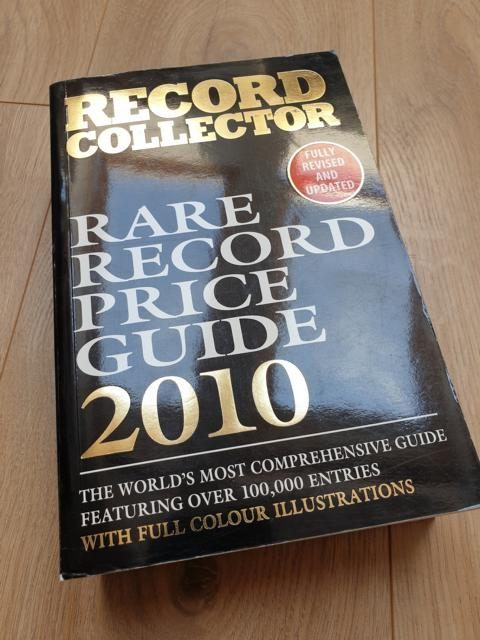 RECORD
COLLECTOR
FULLY
REVISED
AND
UPDATED
RARE
RECORD
PRICE
GUIDE
2010
THE WORLD'S MOST COMPREHENSIVE GUIDE
FEATURING OVER 100,000 ENTRIES
WITH FULL COLOUR ILLUSTRATIONS